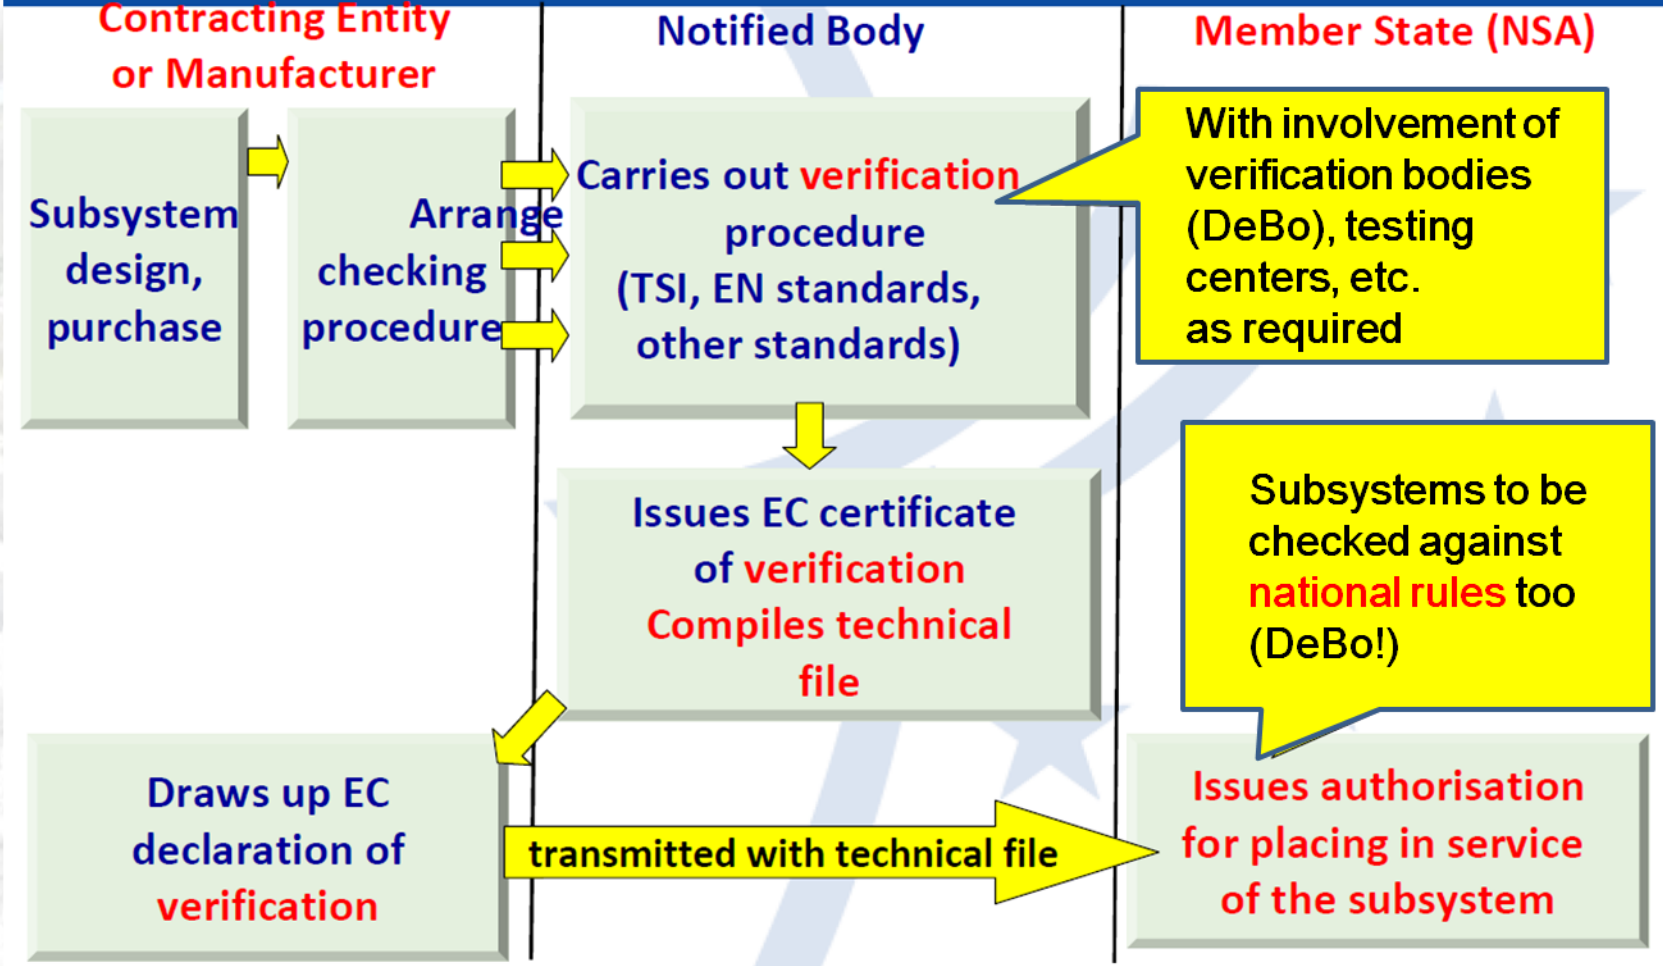 Contracting Entity
or Manufacturer
Notified Body
Member State (NSA)
Subsystem
design,
purchase
Arrange
checking
procedure
Carries out verification
procedure
(TSI, EN standards,
other standards)
With involvement of
verification bodies
(DeBo), testing
centers, etc.
as required
Issues EC certificate
of verification
Compiles technical
file
Subsystems to be
checked against
national rules too
(DeBo!)
Draws up EC
declaration of
verification
transmitted with technical file
Issues authorisation
for placing in service
of the subsystem